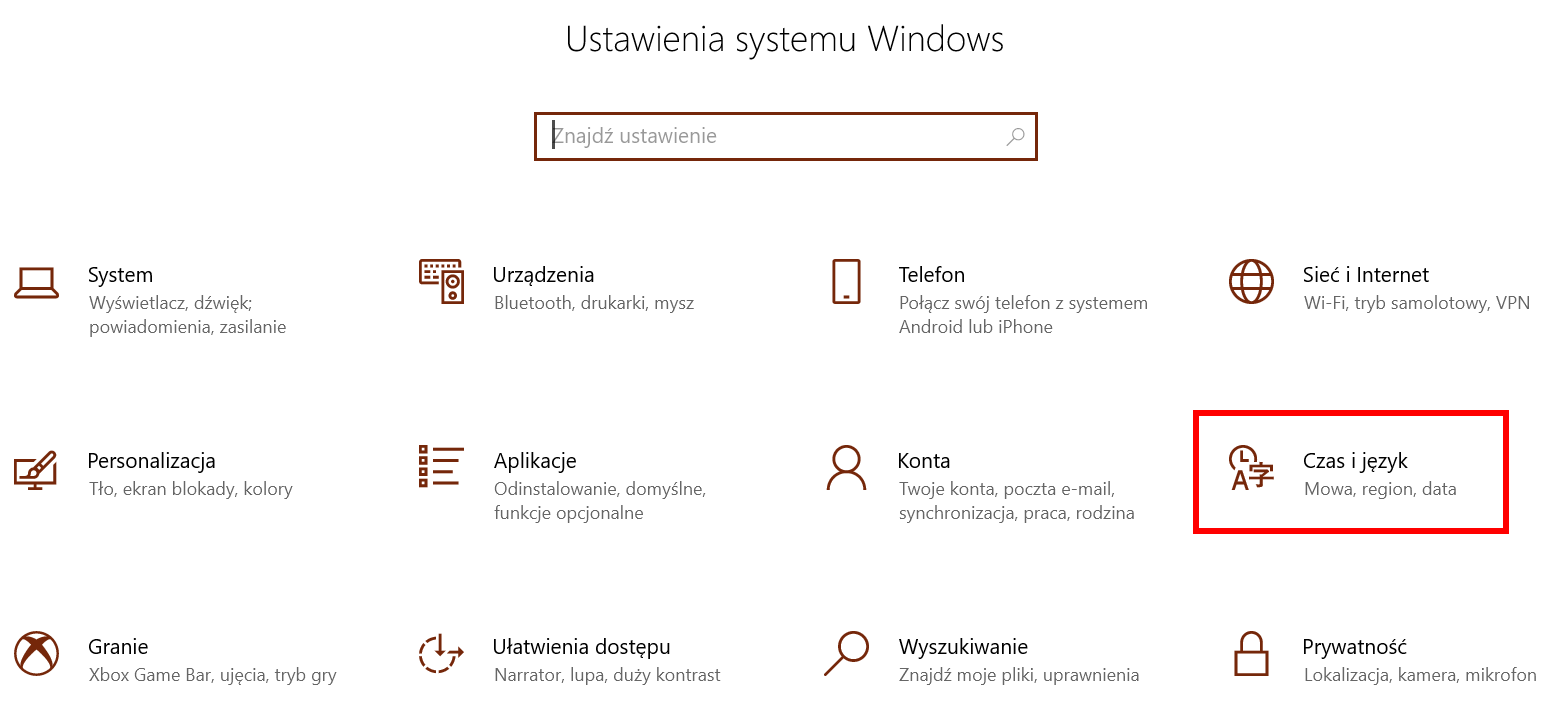 Ustawienia systemu Windows
Znajdź ustawienie
System
Wyświetlacz, dźwięk;
powiadomienia, zasilanie
Urządzenia
Bluetooth, drukarki, mysz
Telefon
Połącz swój telefon z systemem
Android lub iPhone
Sieć i Internet
Wi-Fi, tryb samolotowy, VPN
Personalizacja
Tło, ekran blokady, kolory
Aplikacje
Odinstalowanie, domyślne,
funkcje opcjonalne
Konta
Twoje konta, poczta e-mail,
synchronizacja, praca, rodzina
Czas i język
Mowa, region, data
Granie
Xbox Game Bar, ujęcia, tryb gry
Ułatwienia dostępu
Narrator, lupa, duży kontrast
Wyszukiwanie
Znajdź moje pliki, uprawnienia
Prywatność
Lokalizacja, kamera, mikrofon